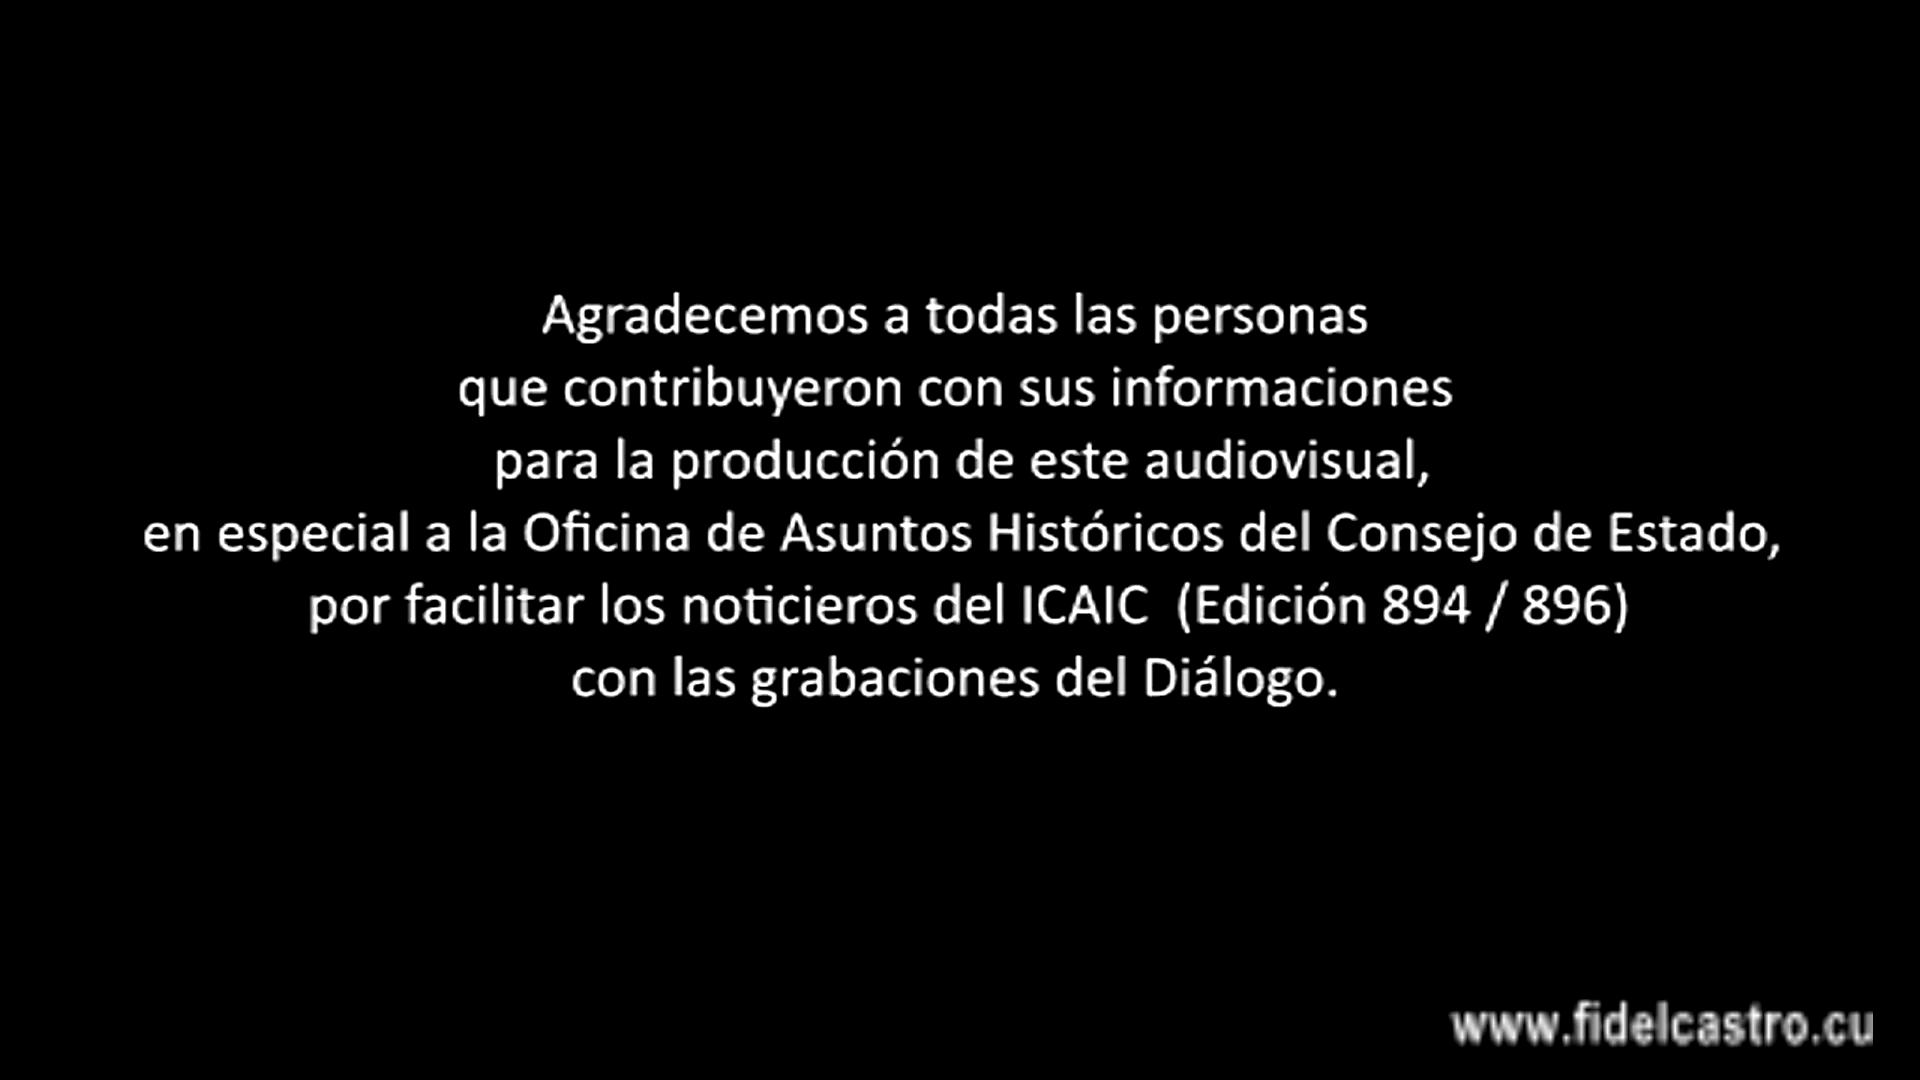 Agradecemos a todas las personas
que contribuyeron con sus informaciones
para la producción de este audiovisual,
en especial a la Oficina de Asuntos Históricos del Consejo de Estado,
por facilitar los noticieros del ICAIC (Edición 894 / 896)
con las grabaciones del Diálogo.
www.fidelcastro.cu